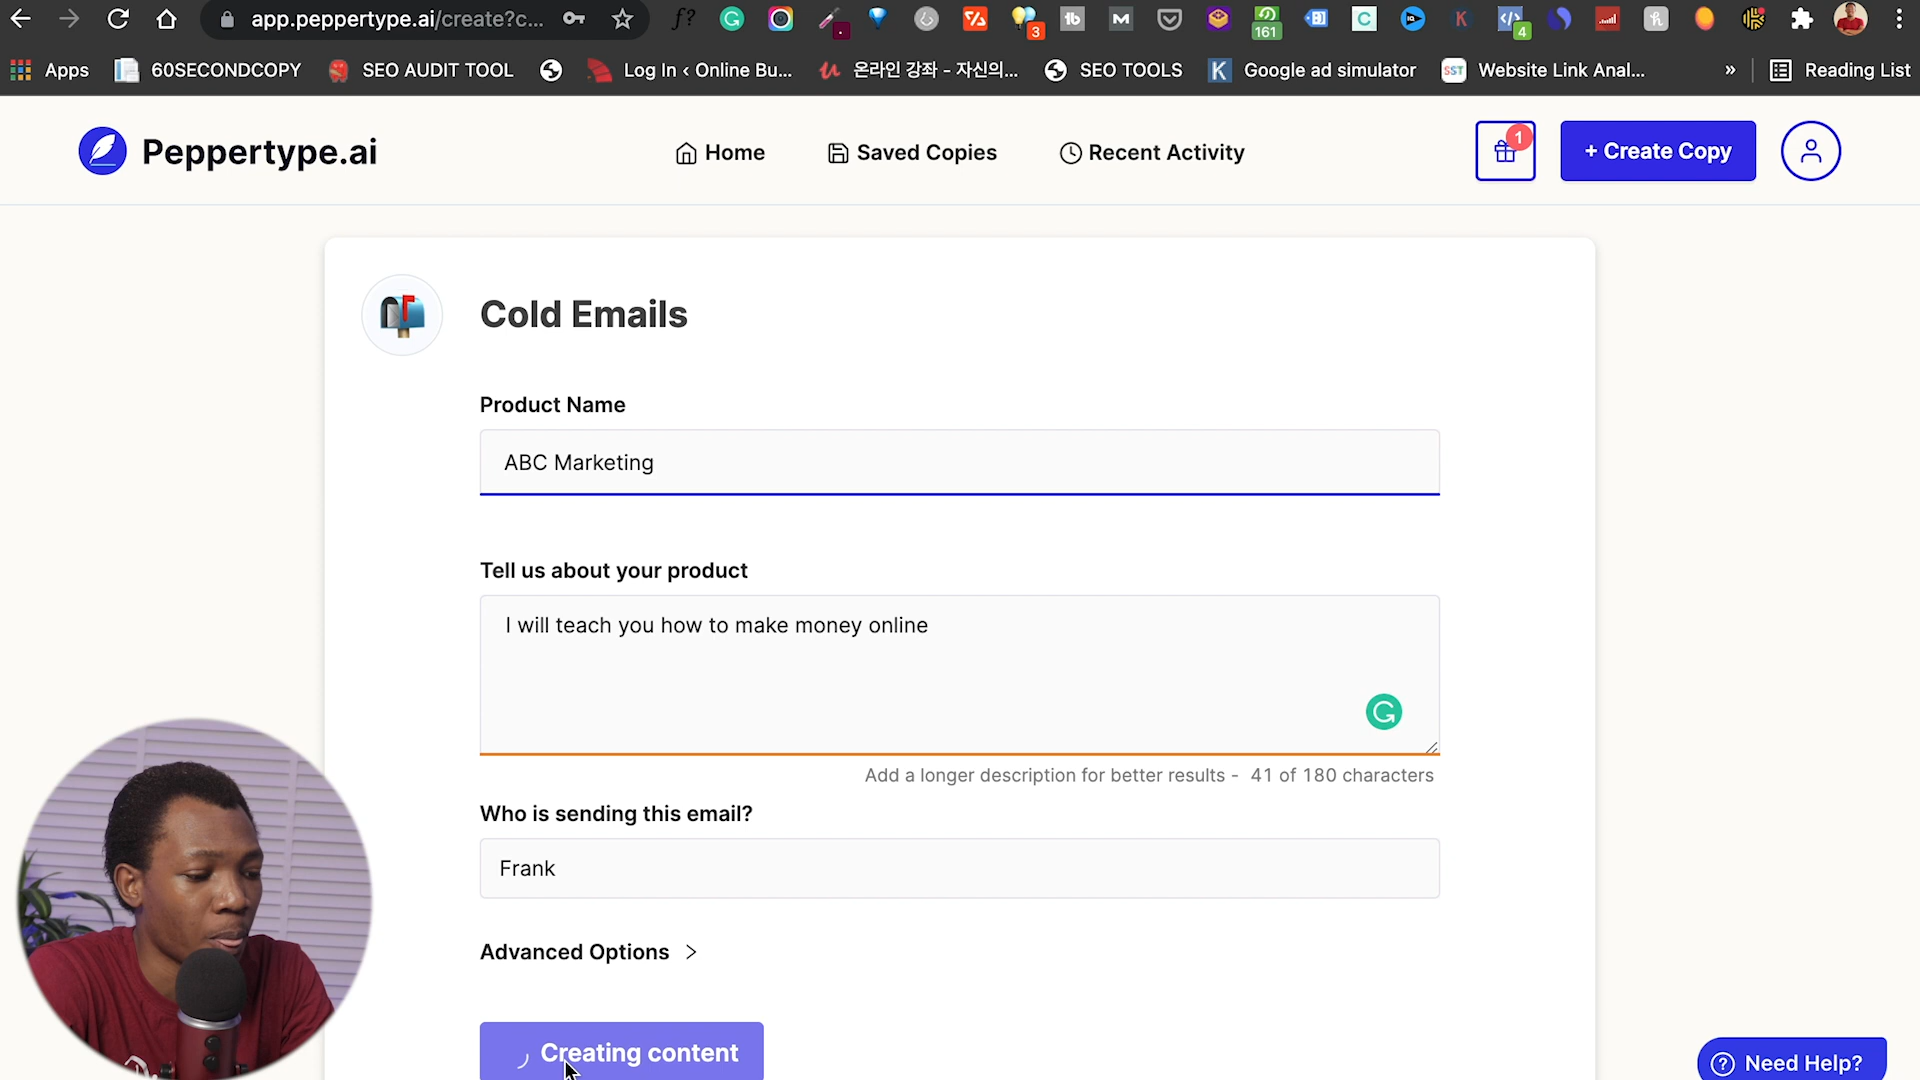 app.peppertype.ai/create?c...
f?
3
tb
M
161
C
K
4
Apps
60SECONDCOPY
SEO AUDIT TOOL
Log In ‹ Online Bu...
온라인 강좌 - 자신의...
SEO TOOLS
K
Google ad simulator
SST
Website Link Anal...
»
Reading List
Peppertype.ai
Home
Saved Copies
Recent Activity
1
+ Create Copy
Cold Emails
Product Name
ABC Marketing
Tell us about your product
I will teach you how to make money online
Add a longer description for better results - 41 of 180 characters
Who is sending this email?
Frank
Advanced Options >
Creating content
Need Help?